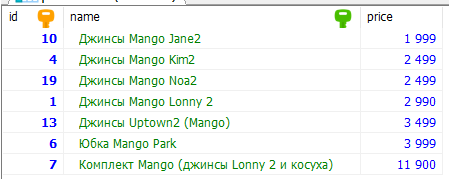 id name price
10 Джинсы Mango Jane2 1 999
4 Джинсы Mango Kim2 2 499
19 Джинсы Mango Noa2 2 499
1 Джинсы Mango Lonny 2 2 990
13 Джинсы Uptown2 (Mango) 3 499
6 Юбка Mango Park 3 999
7 Комплект Mango (джинсы Lonny 2 и косуха) 11 900